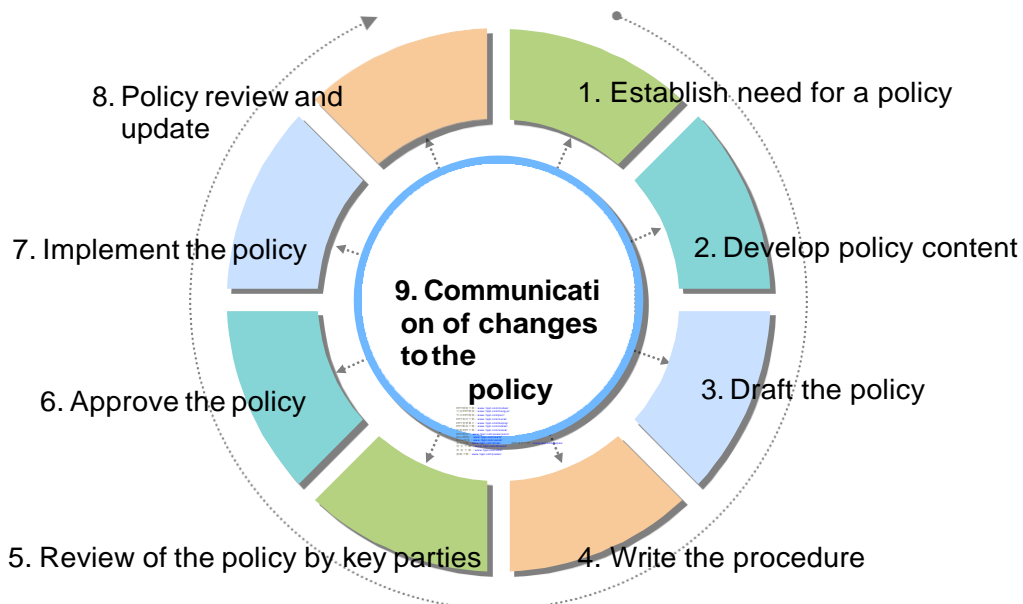 1. Establish need for a policy
2. Develop policy content
3. Draft the policy
4. Write the procedure
5. Review of the policy by key parties
6. Approve the policy
7. Implement the policy
8. Policy review and
update
9. Communicati
on of changes
to the
policy